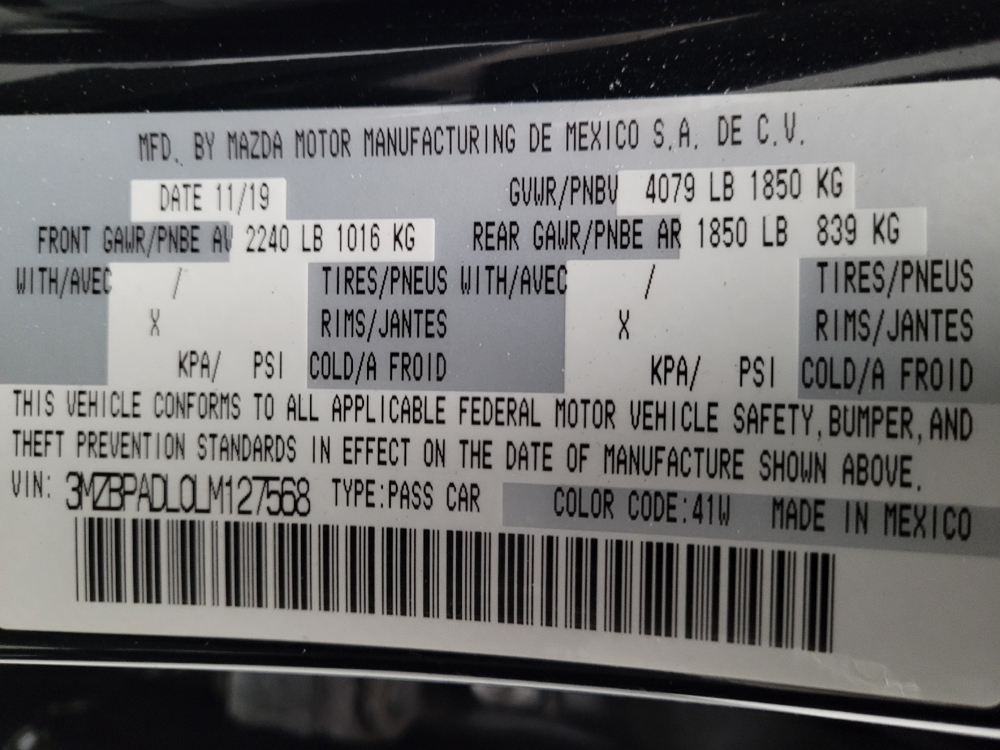 MFD. BY MAZDA MOTOR MANUFACTURING DE MEXICO S.A. DE C.V.
DATE 11/19 GVWR/PNBV 4079 LB 1850 KG
FRONT GAWR/PNBE AV 2240 LB 1016 KG REAR GAWR/PNBE AR 1850 LB 839 KG
WITH/AVEC / TIRES/PNEUS WITH/AVEC / TIRES/PNEUS
X RIMS/JANTES X RIMS/JANTES
KPA/ PSI COLD/A FROID KPA/ PSI COLD/A FROID
THIS VEHICLE CONFORMS TO ALL APPLICABLE FEDERAL MOTOR VEHICLE SAFETY, BUMPER, AND
THEFT PREVENTION STANDARDS IN EFFECT ON THE DATE OF MANUFACTURE SHOWN ABOVE.
VIN: 3MZBPADL0LM127568 TYPE:PASS CAR COLOR CODE:41W MADE IN MEXICO